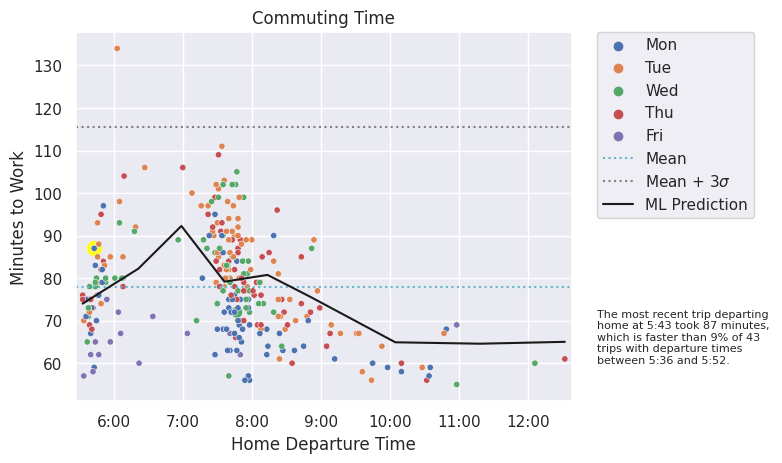 Commuting Time
Minutes to Work
130
120
110
100
90
80
70
60
6:00 7:00 8:00 9:00 10:00 11:00 12:00
Home Departure Time
Mon
Tue
Wed
Thu
Fri
Mean
Mean + 3σ
ML Prediction
The most recent trip departing
home at 5:43 took 87 minutes,
which is faster than 9% of 43
trips with departure times
between 5:36 and 5:52.